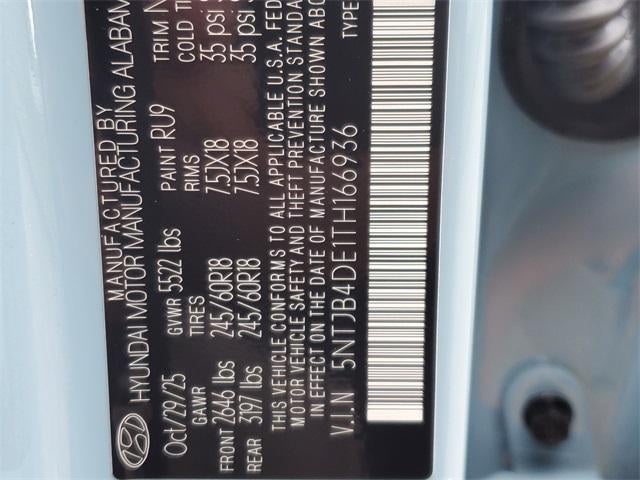 MANUFACTURED BY
HYUNDAI MOTOR MANUFACTURING ALABAM
Oct/29/25 GVWR 5522 lbs PAINT RU9 TRIM
GAWR TIRES RIMS COLD
FRONT 2646 lbs 245/60R18 7.5JX18 35 psi
REAR 3197 lbs 245/60R18 7.5JX18 35 psi
THIS VEHICLE CONFORMS TO ALL APPLICABLE U.S.A. FED
MOTOR VEHICLE SAFETY AND THEFT PREVENTION STANDA
IN EFFECT ON THE DATE OF MANUFACTURE SHOWN ABO
V.I.N 5NTJB4DE1TH166936 TYPE